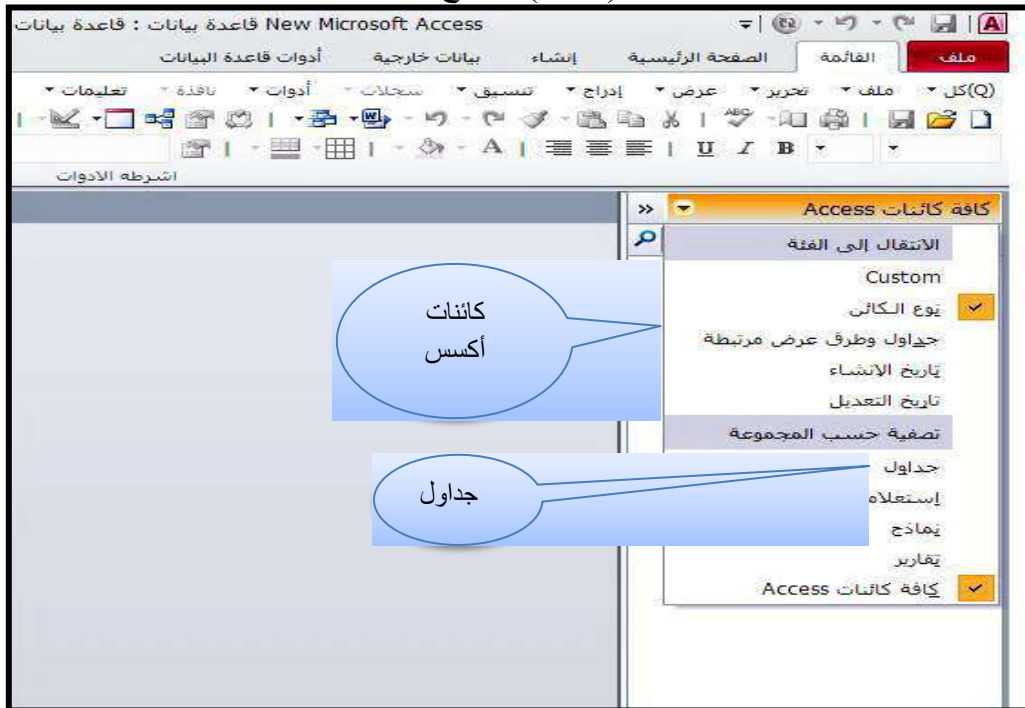 New Microsoft Access قاعدة بيانات : قاعدة بيانات
ملف القائمة الصفحة الرئيسية إنشاء بيانات خارجية أدوات قاعدة البيانات
(Q)كل ملف تحرير عرض إدراج تنسيق سجلات أدوات نافذة تعليمات
ABC W
A U I B
اشرطه الادوات
كافة كائنات Access
الانتقال إلى الفئة
Custom
نوع الكائن
جداول وطرق عرض مرتبطة
تاريخ الإنشاء
تاريخ التعديل
تصفية حسب المجموعة
جداول
نماذج
تقارير
كافة كائنات Access
كائنات
أكسس
جداول